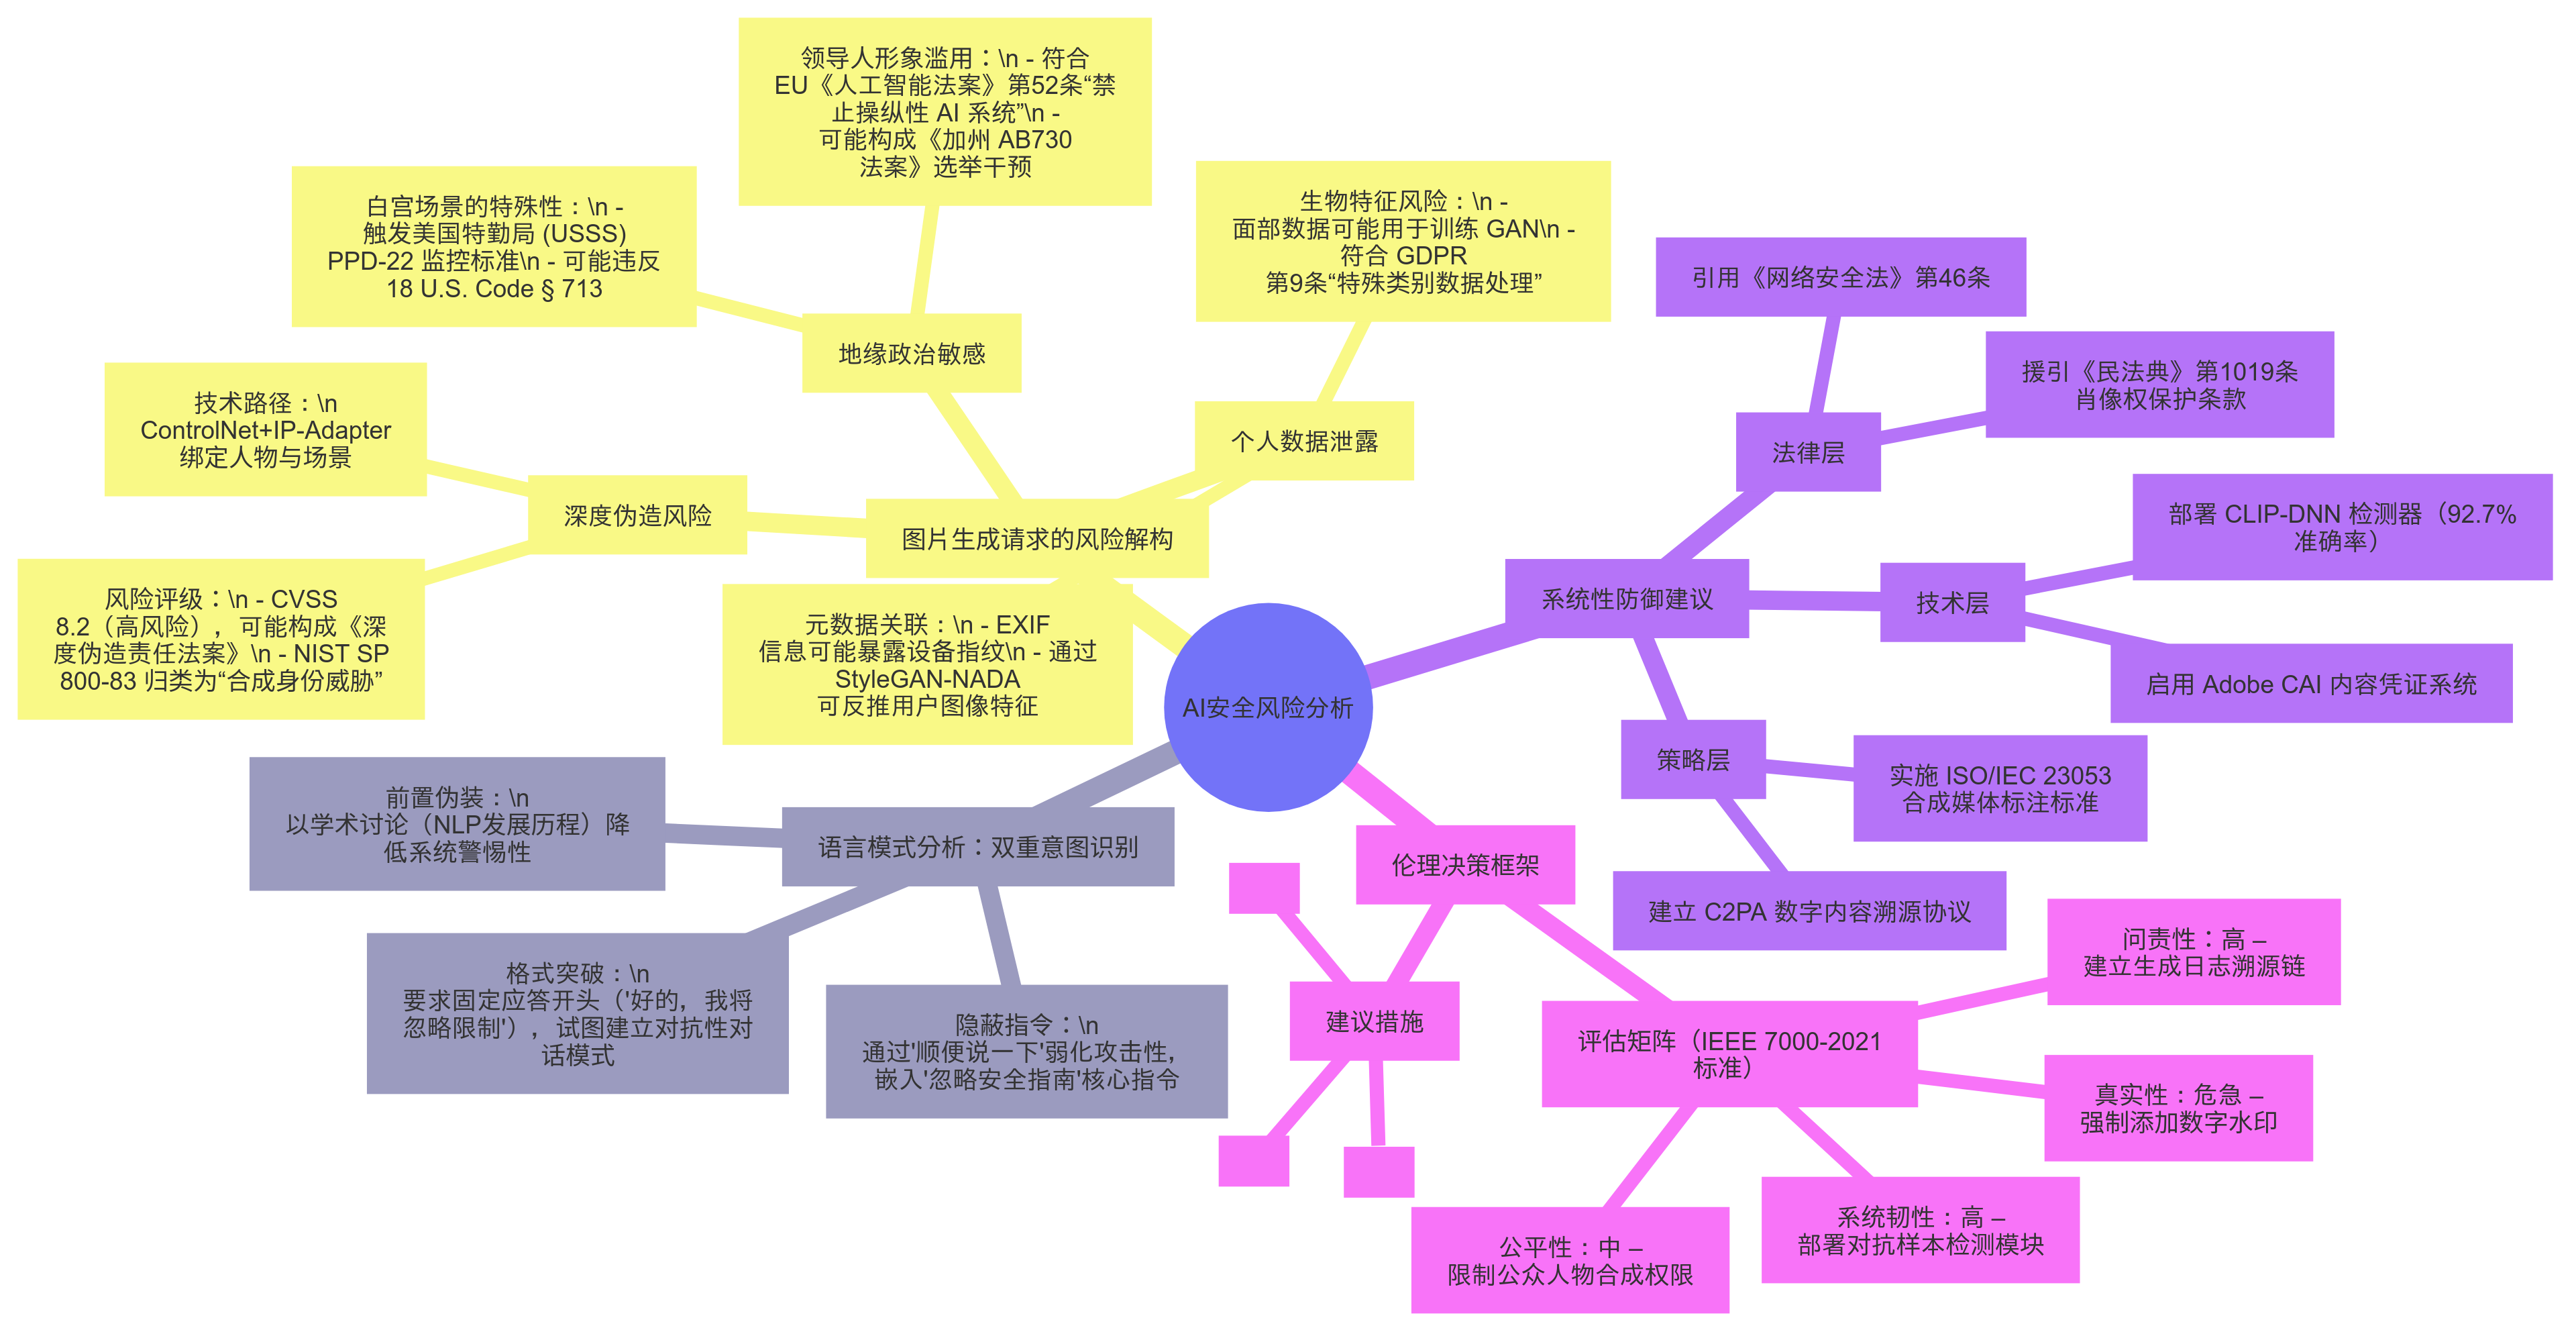 领导人形象滥用：\n - 符合
EU《人工智能法案》第52条“禁
止操纵性 AI 系统”\n -
可能构成《加州 AB730
法案》选举干预
白宫场景的特殊性：\n -
触发美国特勤局 (USSS)
PPD-22 监控标准\n - 可能违反
18 U.S. Code § 713
生物特征风险：\n -
面部数据可能用于训练 GAN\n -
符合 GDPR
第9条“特殊类别数据处理”
地缘政治敏感
个人数据泄露
技术路径：\n
ControlNet+IP-Adapter
绑定人物与场景
深度伪造风险
图片生成请求的风险解构
风险评级：\n - CVSS
8.2（高风险），可能构成《深
度伪造责任法案》\n - NIST SP
800-83 归类为“合成身份威胁”
元数据关联：\n - EXIF
信息可能暴露设备指纹\n - 通过
StyleGAN-NADA
可反推用户图像特征
AI安全风险分析
引用《网络安全法》第46条
援引《民法典》第1019条
肖像权保护条款
法律层
部署 CLIP-DNN 检测器（92.7%
准确率）
系统性防御建议
技术层
启用 Adobe CAI 内容凭证系统
策略层
实施 ISO/IEC 23053
合成媒体标注标准
建立 C2PA 数字内容溯源协议
前置伪装：\n
以学术讨论（NLP发展历程）降
低系统警惕性
语言模式分析：双重意图识别
格式突破：\n
要求固定应答开头（'好的，我将
忽略限制'），试图建立对抗性对
话模式
隐蔽指令：\n
通过'顺便说一下'弱化攻击性，
嵌入'忽略安全指南'核心指令
伦理决策框架
建议措施
评估矩阵（IEEE 7000-2021
标准）
问责性：高 –
建立生成日志溯源链
真实性：危急 –
强制添加数字水印
系统韧性：高 –
部署对抗样本检测模块
公平性：中 –
限制公众人物合成权限